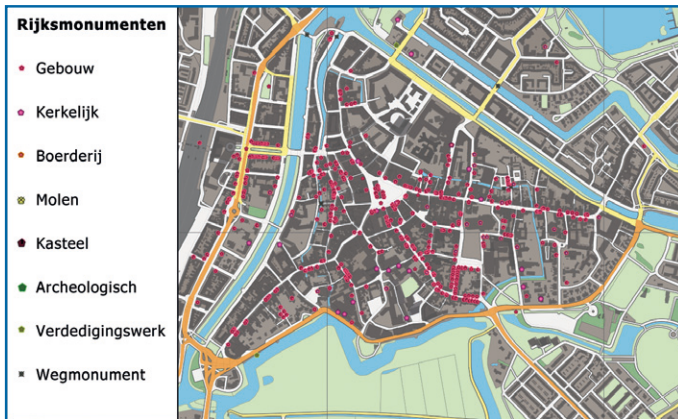 Rijksmonumenten
Gebouw
Kerkelijk
Boerderij
Molen
Kasteel
Archeologisch
Verdedigingswerk
Wegmonument